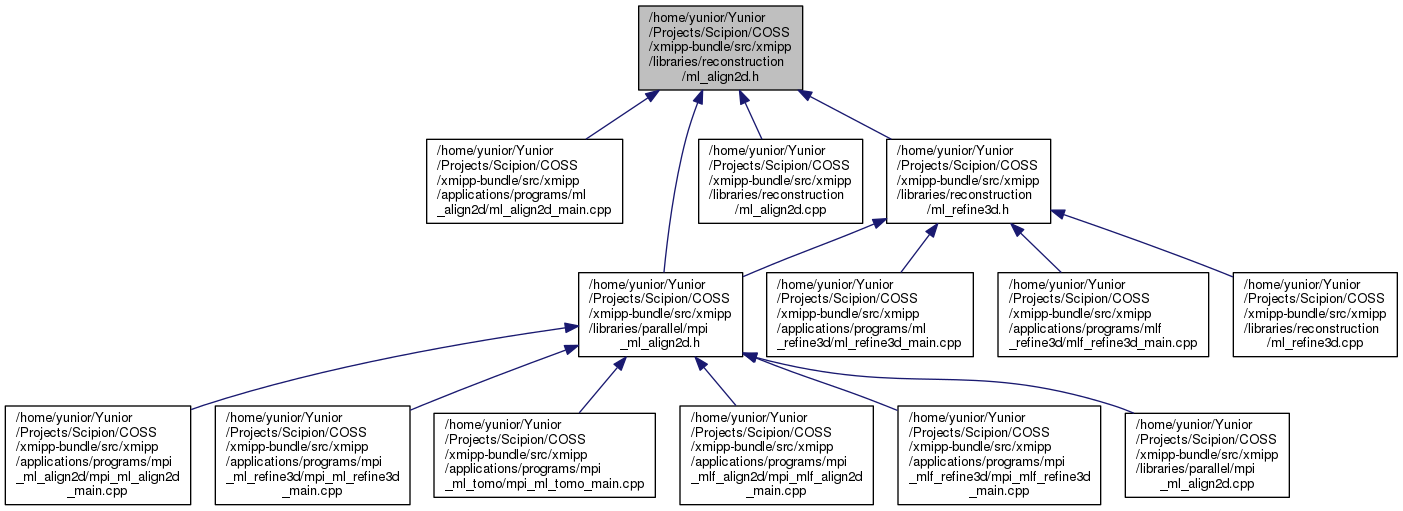 /home/yunior/Yunior
/Projects/Scipion/COSS
/xmipp-bundle/src/xmipp
/libraries/reconstruction
/ml_align2d.h
/home/yunior/Yunior
/Projects/Scipion/COSS
/xmipp-bundle/src/xmipp
/applications/programs/ml
_align2d/ml_align2d_main.cpp
/home/yunior/Yunior
/Projects/Scipion/COSS
/xmipp-bundle/src/xmipp
/libraries/reconstruction
/ml_align2d.cpp
/home/yunior/Yunior
/Projects/Scipion/COSS
/xmipp-bundle/src/xmipp
/libraries/reconstruction
/ml_refine3d.h
/home/yunior/Yunior
/Projects/Scipion/COSS
/xmipp-bundle/src/xmipp
/libraries/parallel/mpi
_ml_align2d.h
/home/yunior/Yunior
/Projects/Scipion/COSS
/xmipp-bundle/src/xmipp
/applications/programs/ml
_refine3d/ml_refine3d_main.cpp
/home/yunior/Yunior
/Projects/Scipion/COSS
/xmipp-bundle/src/xmipp
/applications/programs/mlf
_refine3d/mlf_refine3d_main.cpp
/home/yunior/Yunior
/Projects/Scipion/COSS
/xmipp-bundle/src/xmipp
/libraries/reconstruction
/ml_refine3d.cpp
/home/yunior/Yunior
/Projects/Scipion/COSS
/xmipp-bundle/src/xmipp
/applications/programs/mpi
_ml_align2d/mpi_ml_align2d
_main.cpp
/home/yunior/Yunior
/Projects/Scipion/COSS
/xmipp-bundle/src/xmipp
/applications/programs/mpi
_ml_refine3d/mpi_ml_refine3d
_main.cpp
/home/yunior/Yunior
/Projects/Scipion/COSS
/xmipp-bundle/src/xmipp
/applications/programs/mpi
_ml_tomo/mpi_ml_tomo_main.cpp
/home/yunior/Yunior
/Projects/Scipion/COSS
/xmipp-bundle/src/xmipp
/applications/programs/mpi
_mlf_align2d/mpi_mlf_align2d
_main.cpp
/home/yunior/Yunior
/Projects/Scipion/COSS
/xmipp-bundle/src/xmipp
/applications/programs/mpi
_mlf_refine3d/mpi_mlf_refine3d
_main.cpp
/home/yunior/Yunior
/Projects/Scipion/COSS
/xmipp-bundle/src/xmipp
/libraries/parallel/mpi
_ml_align2d.cpp